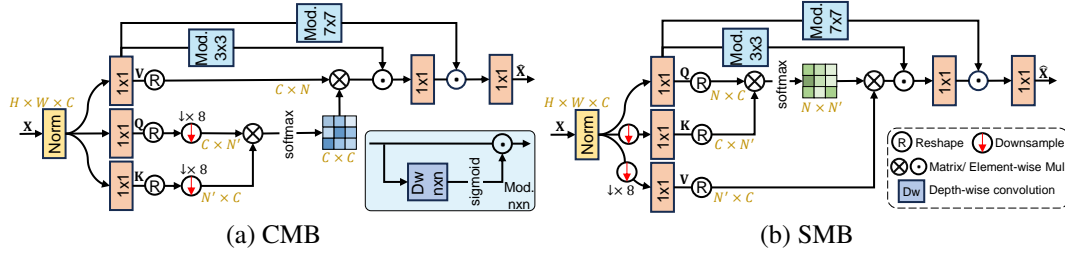 Mod.
7x7
Mod.
3x3
H × W × C
X
Norm
1x1
V
R
C × N
1x1
Q
R
↓× 8
C × N'
softmax
C × C
1x1
K
R
↓× 8
N' × C
1x1
1x1
X̂
Dw
nxn
sigmoid
Mod.
nxn
(a) CMB
Mod.
7x7
Mod.
3x3
H × W × C
X
Norm
1x1
Q
R
N × C
softmax
N × N'
1x1
K
R
C × N'
↓× 8
1x1
V
R
N' × C
1x1
1x1
X̂
R Reshape
Downsample
Matrix/ Element-wise Mul
Dw Depth-wise convolution
(b) SMB